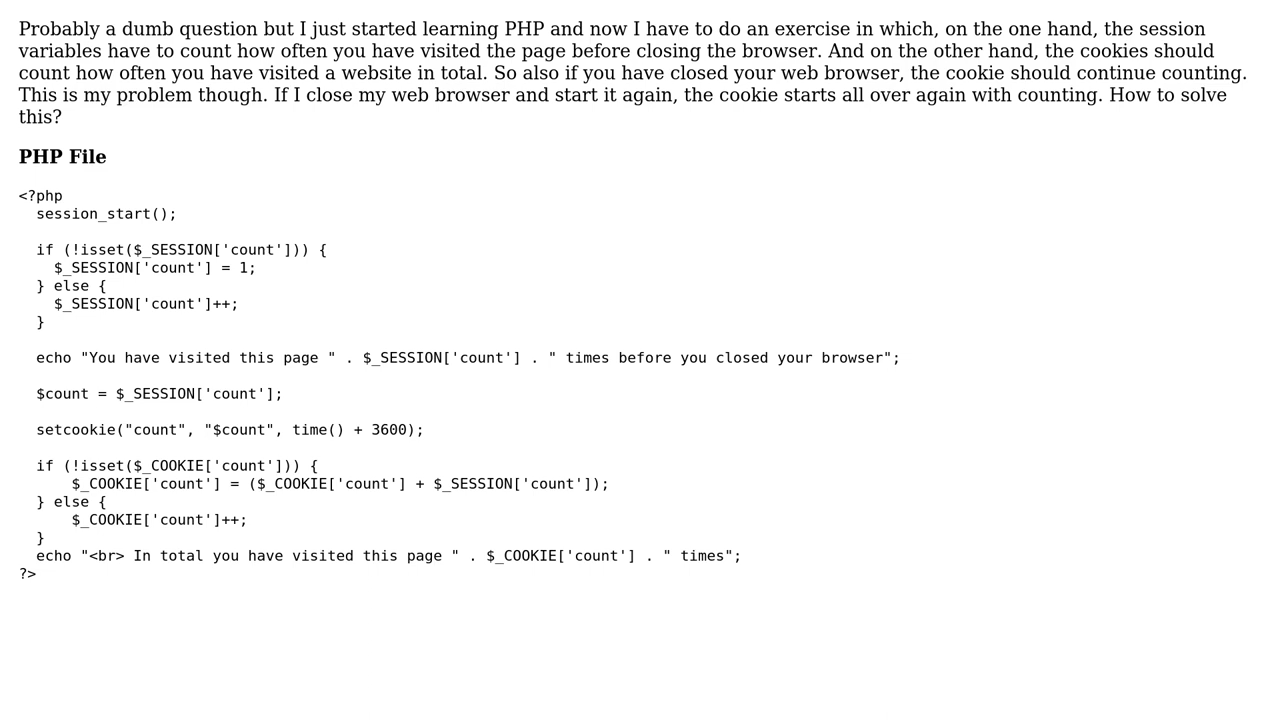 Probably a dumb question but I just started learning PHP and now I have to do an exercise in which, on the one hand, the session
variables have to count how often you have visited the page before closing the browser. And on the other hand, the cookies should
count how often you have visited a website in total. So also if you have closed your web browser, the cookie should continue counting.
This is my problem though. If I close my web browser and start it again, the cookie starts all over again with counting. How to solve
this?
PHP File
<?php
  session_start();
  if (!isset($_SESSION['count'])) {
    $_SESSION['count'] = 1;
  } else {
    $_SESSION['count']++;
  }
  echo "You have visited this page " . $_SESSION['count'] . " times before you closed your browser";
  $count = $_SESSION['count'];
  setcookie("count", "$count", time() + 3600);
  if (!isset($_COOKIE['count'])) {
      $_COOKIE['count'] = ($_COOKIE['count'] + $_SESSION['count']);
  } else {
      $_COOKIE['count']++;
  }
  echo "<br> In total you have visited this page " . $_COOKIE['count'] . " times";
?>